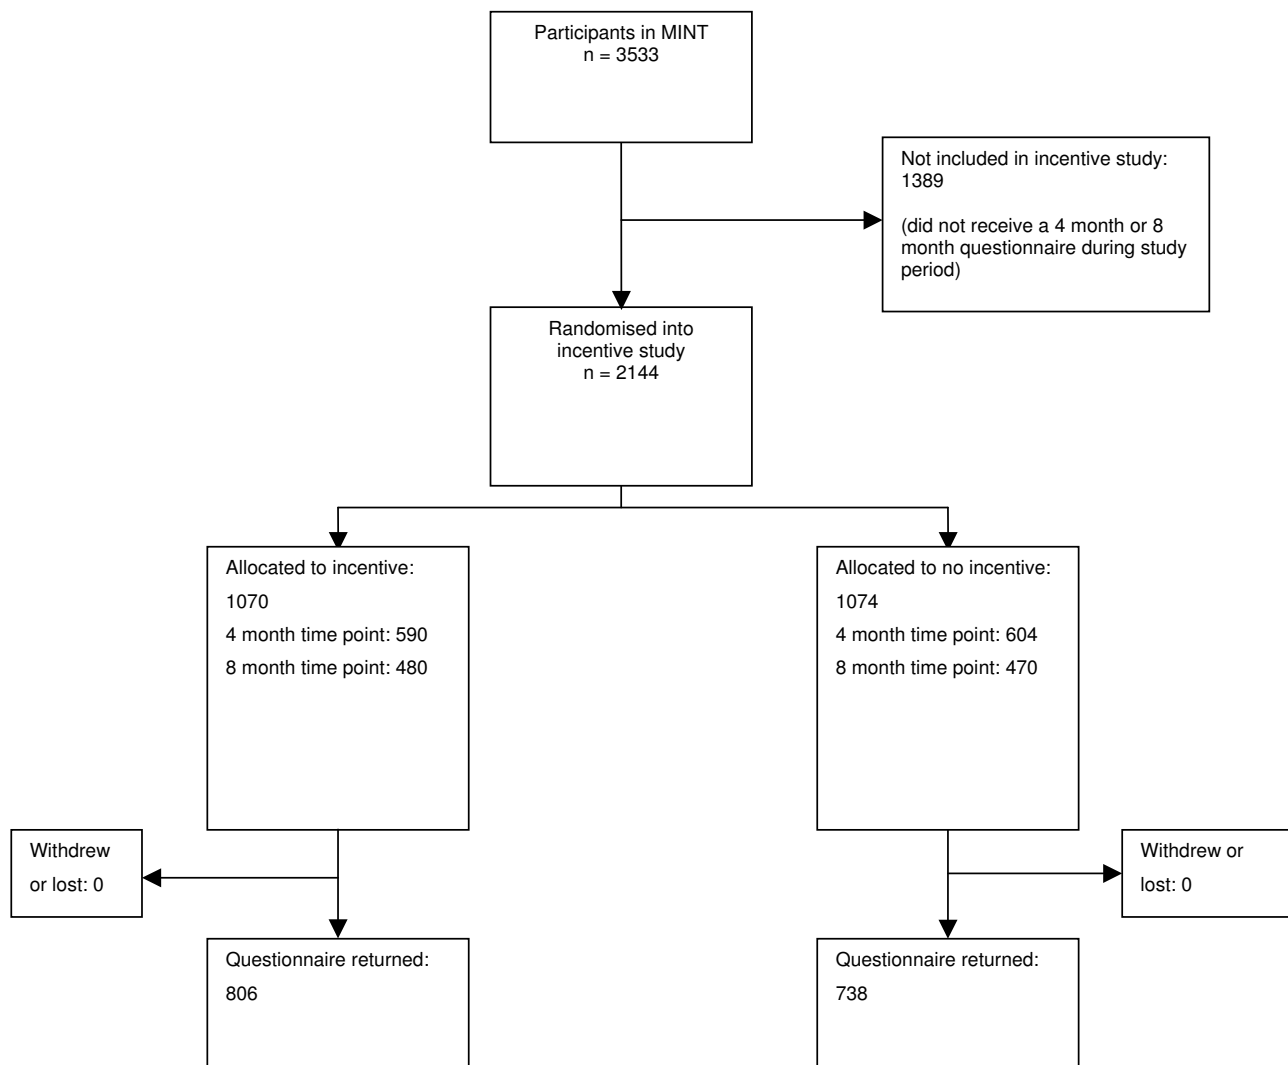 Participants in MINT
n = 3533
Not included in incentive study:
1389
(did not receive a 4 month or 8
month questionnaire during study
period)
Randomised into
incentive study
n = 2144
Allocated to incentive:
1070
4 month time point: 590
8 month time point: 480
Allocated to no incentive:
1074
4 month time point: 604
8 month time point: 470
Withdrew
or lost: 0
Withdrew or
lost: 0
Questionnaire returned:
806
Questionnaire returned:
738